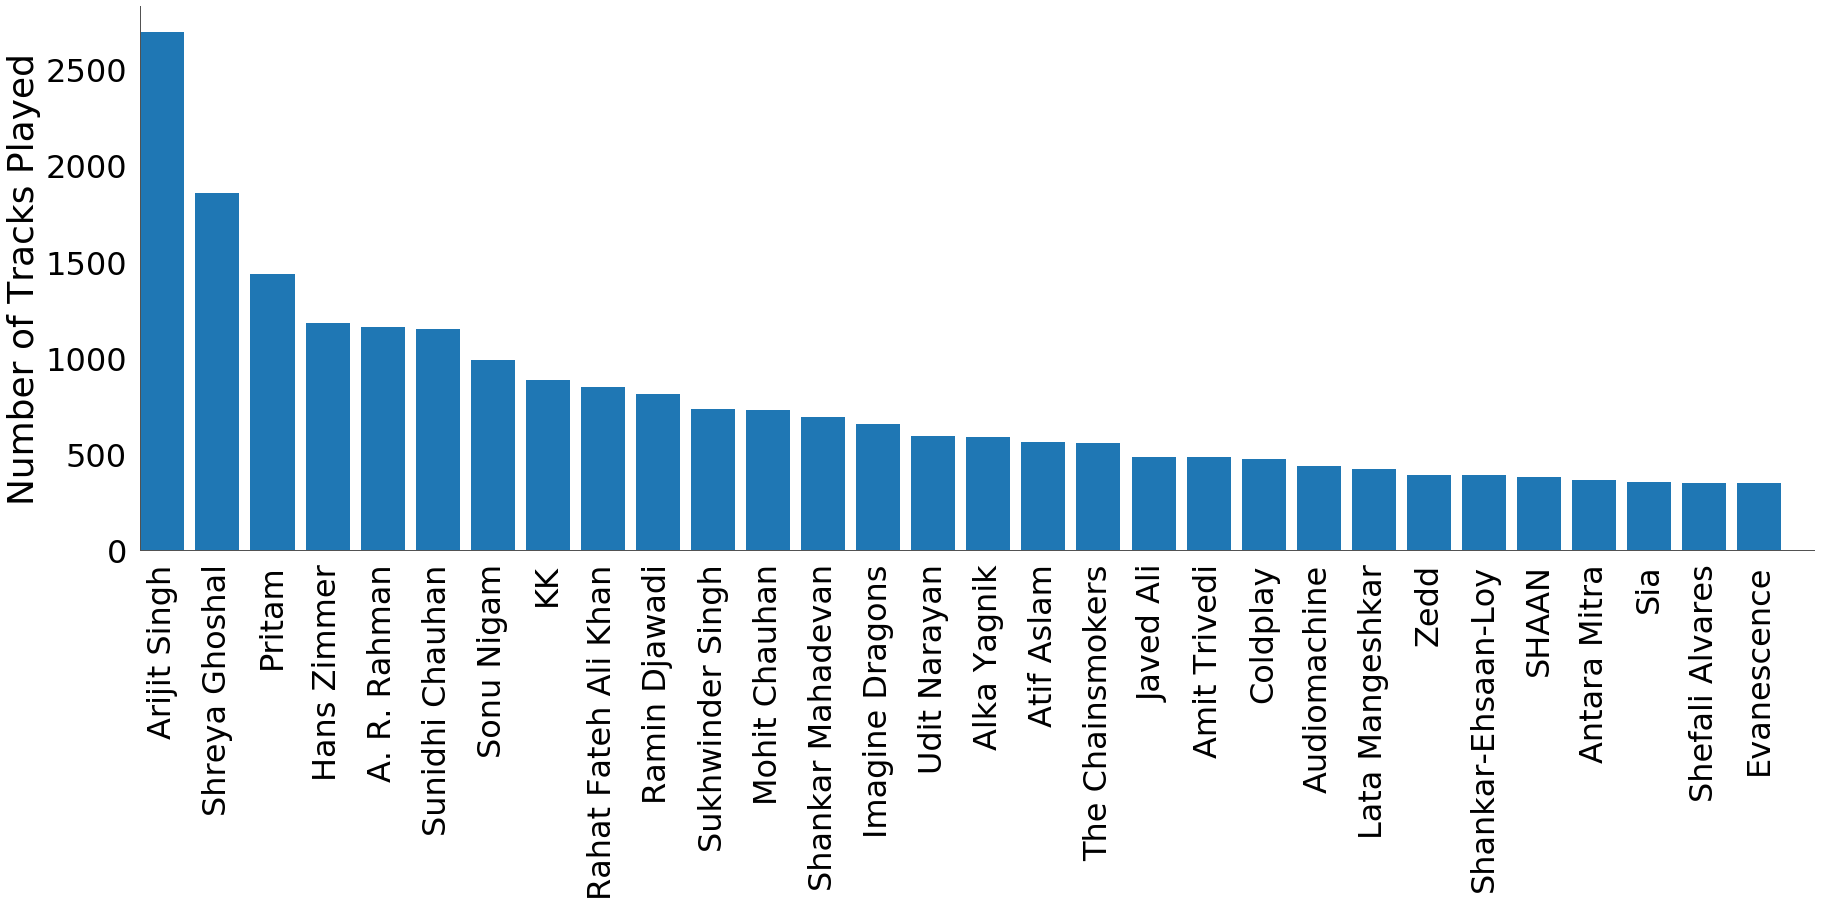 Number of Tracks Played
2500
2000
1500
1000
500
0
Arijit Singh
Shreya Ghoshal
Pritam
Hans Zimmer
A. R. Rahman
Sunidhi Chauhan
Sonu Nigam
KK
Rahat Fateh Ali Khan
Ramin Djawadi
Sukhwinder Singh
Mohit Chauhan
Shankar Mahadevan
Imagine Dragons
Udit Narayan
Alka Yagnik
Atif Aslam
The Chainsmokers
Javed Ali
Amit Trivedi
Coldplay
Audiomachine
Lata Mangeshkar
Zedd
Shankar-Ehsaan-Loy
SHAAN
Antara Mitra
Sia
Shefali Alvares
Evanescence